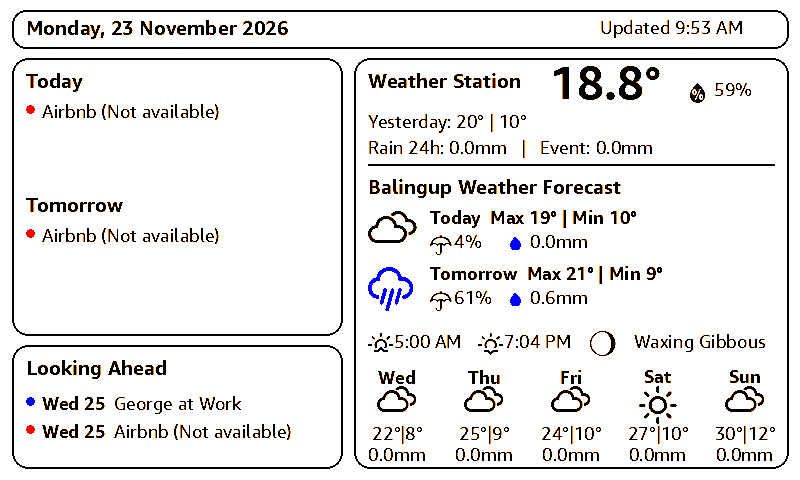 Monday, 23 November 2026
Updated 9:53 AM
Today
Airbnb (Not available)
Tomorrow
Airbnb (Not available)
Looking Ahead
Wed 25 George at Work
Wed 25 Airbnb (Not available)
Weather Station 18.8° % 59%
Yesterday: 20° | 10°
Rain 24h: 0.0mm | Event: 0.0mm
Balingup Weather Forecast
Today Max 19° | Min 10°
4% 0.0mm
Tomorrow Max 21° | Min 9°
61% 0.6mm
5:00 AM 7:04 PM Waxing Gibbous
Wed Thu Fri Sat Sun
22°|8° 25°|9° 24°|10° 27°|10° 30°|12°
0.0mm 0.0mm 0.0mm 0.0mm 0.0mm